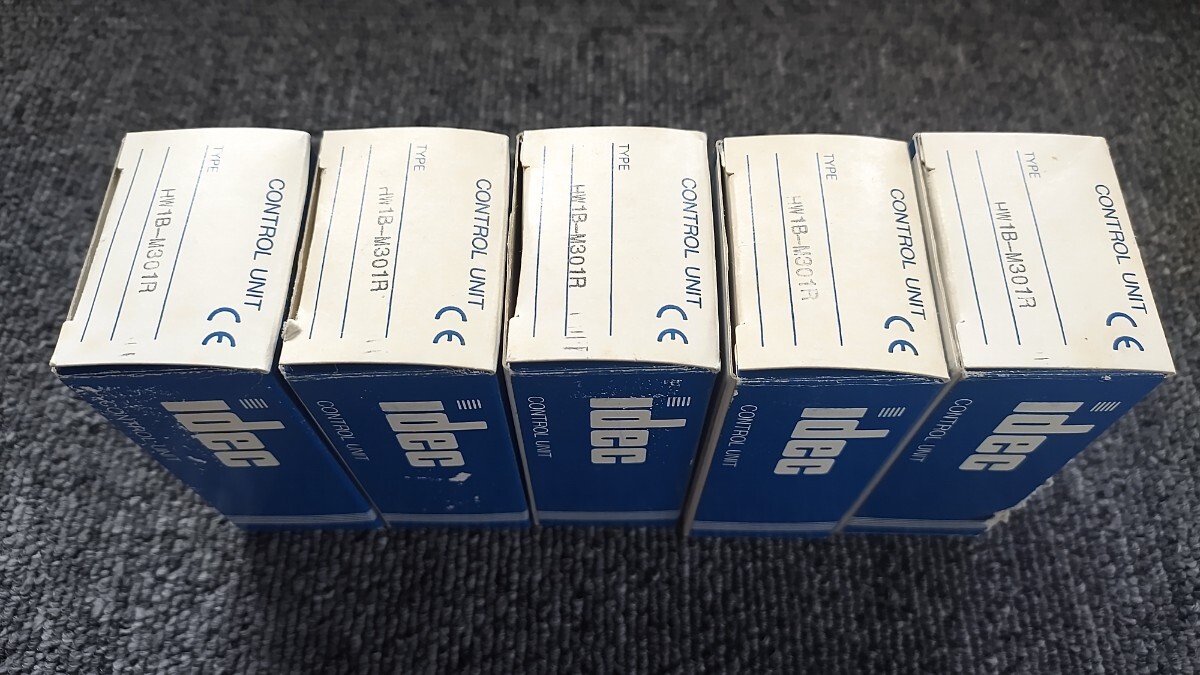 CONTROL UNIT
TYPE
HW1B-M301R
CE
idec
CONTROL UNIT
CONTROL UNIT
TYPE
HW1B-M301R
CE
idec
CONTROL UNIT
CONTROL UNIT
TYPE
HW1B-M301R
CE
idec
CONTROL UNIT
CONTROL UNIT
TYPE
HW1B-M301R
CE
idec
CONTROL UNIT
CONTROL UNIT
TYPE
HW1B-M301R
CE
idec
CONTROL UNIT